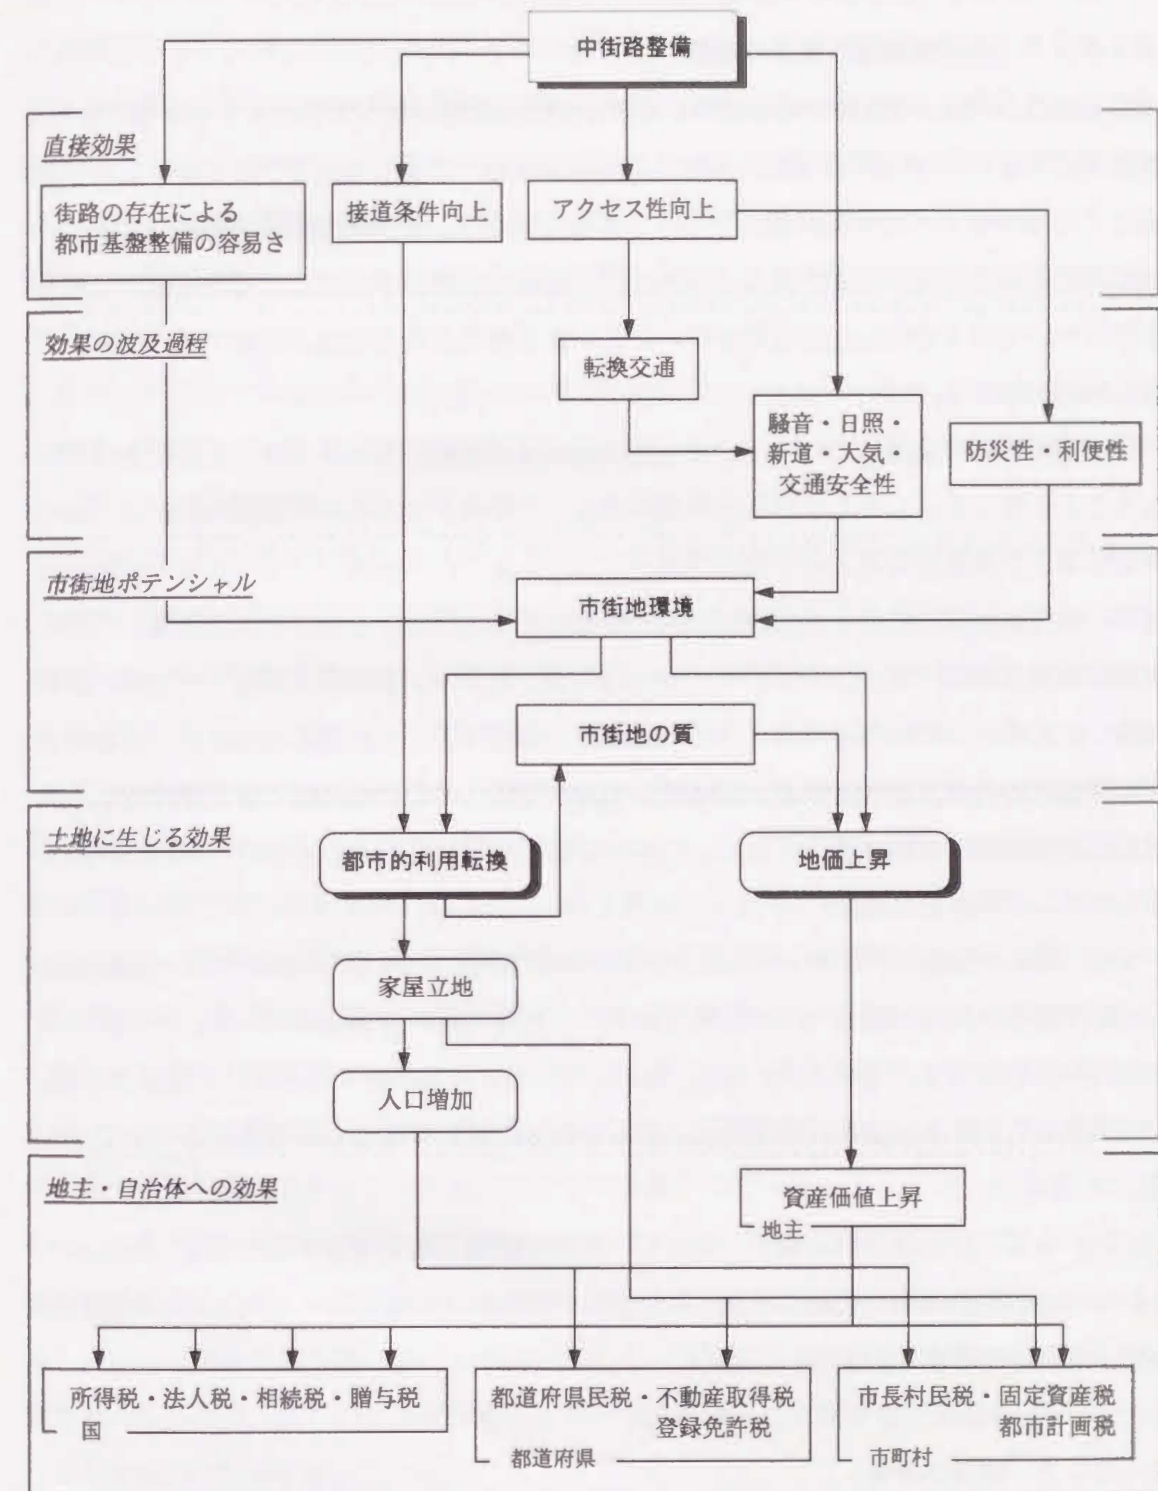 中街路整備
直接効果
街路の存在による
都市基盤整備の容易さ
接道条件向上
アクセス性向上
効果の波及過程
転換交通
騒音・日照・
新道・大気・
交通安全性
防災性・利便性
市街地ポテンシャル
市街地環境
市街地の質
土地に生じる効果
都市的利用転換
地価上昇
家屋立地
人口増加
地主・自治体への効果
資産価値上昇
地主
所得税・法人税・相続税・贈与税
国
都道府県民税・不動産取得税
登録免許税
都道府県
市長村民税・固定資産税
都市計画税
市町村